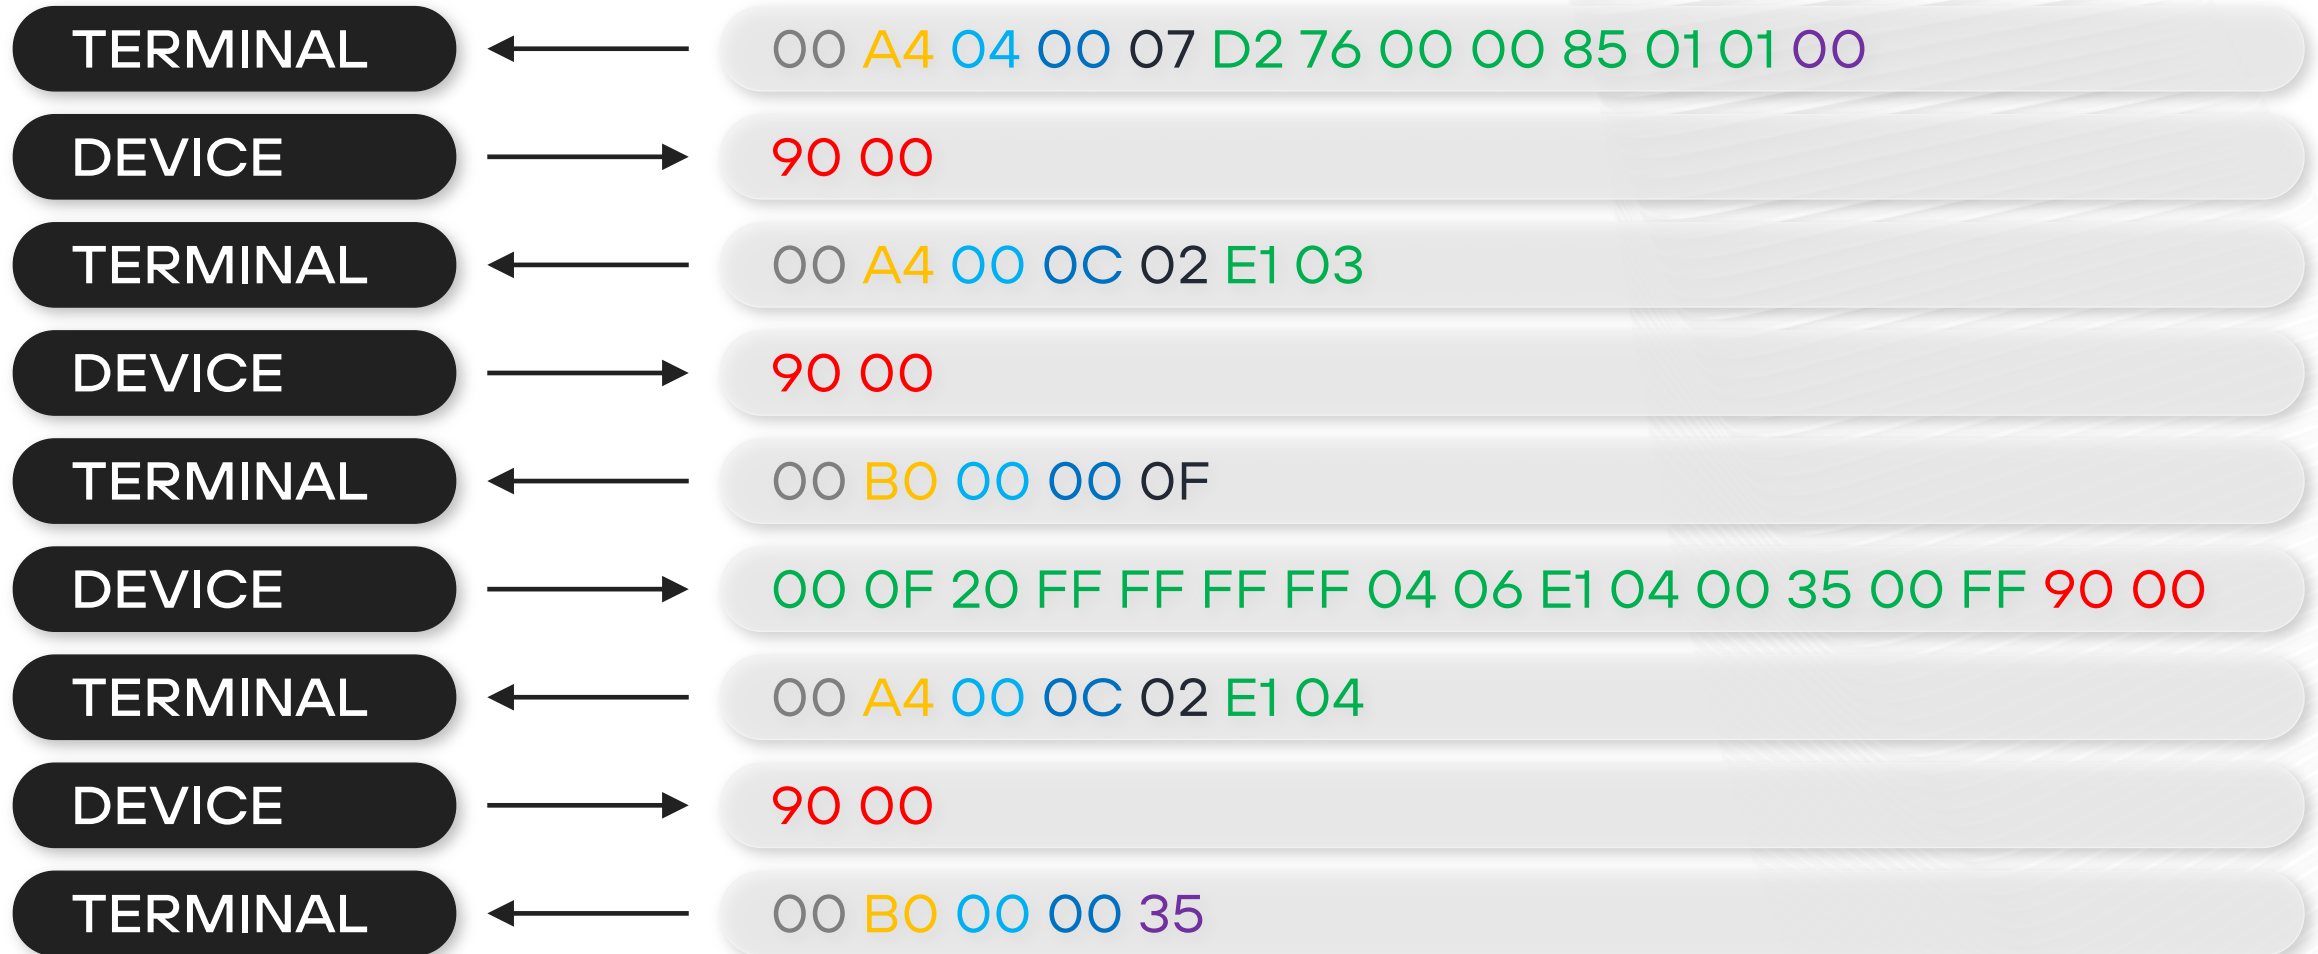 TERMINAL 00 A4 04 00 07 D2 76 00 00 85 01 01 00
DEVICE 90 00
TERMINAL 00 A4 00 0C 02 E1 03
DEVICE 90 00
TERMINAL 00 B0 00 00 0F
DEVICE 00 0F 20 FF FF FF FF 04 06 E1 04 00 35 00 FF 90 00
TERMINAL 00 A4 00 0C 02 E1 04
DEVICE 90 00
TERMINAL 00 B0 00 00 35